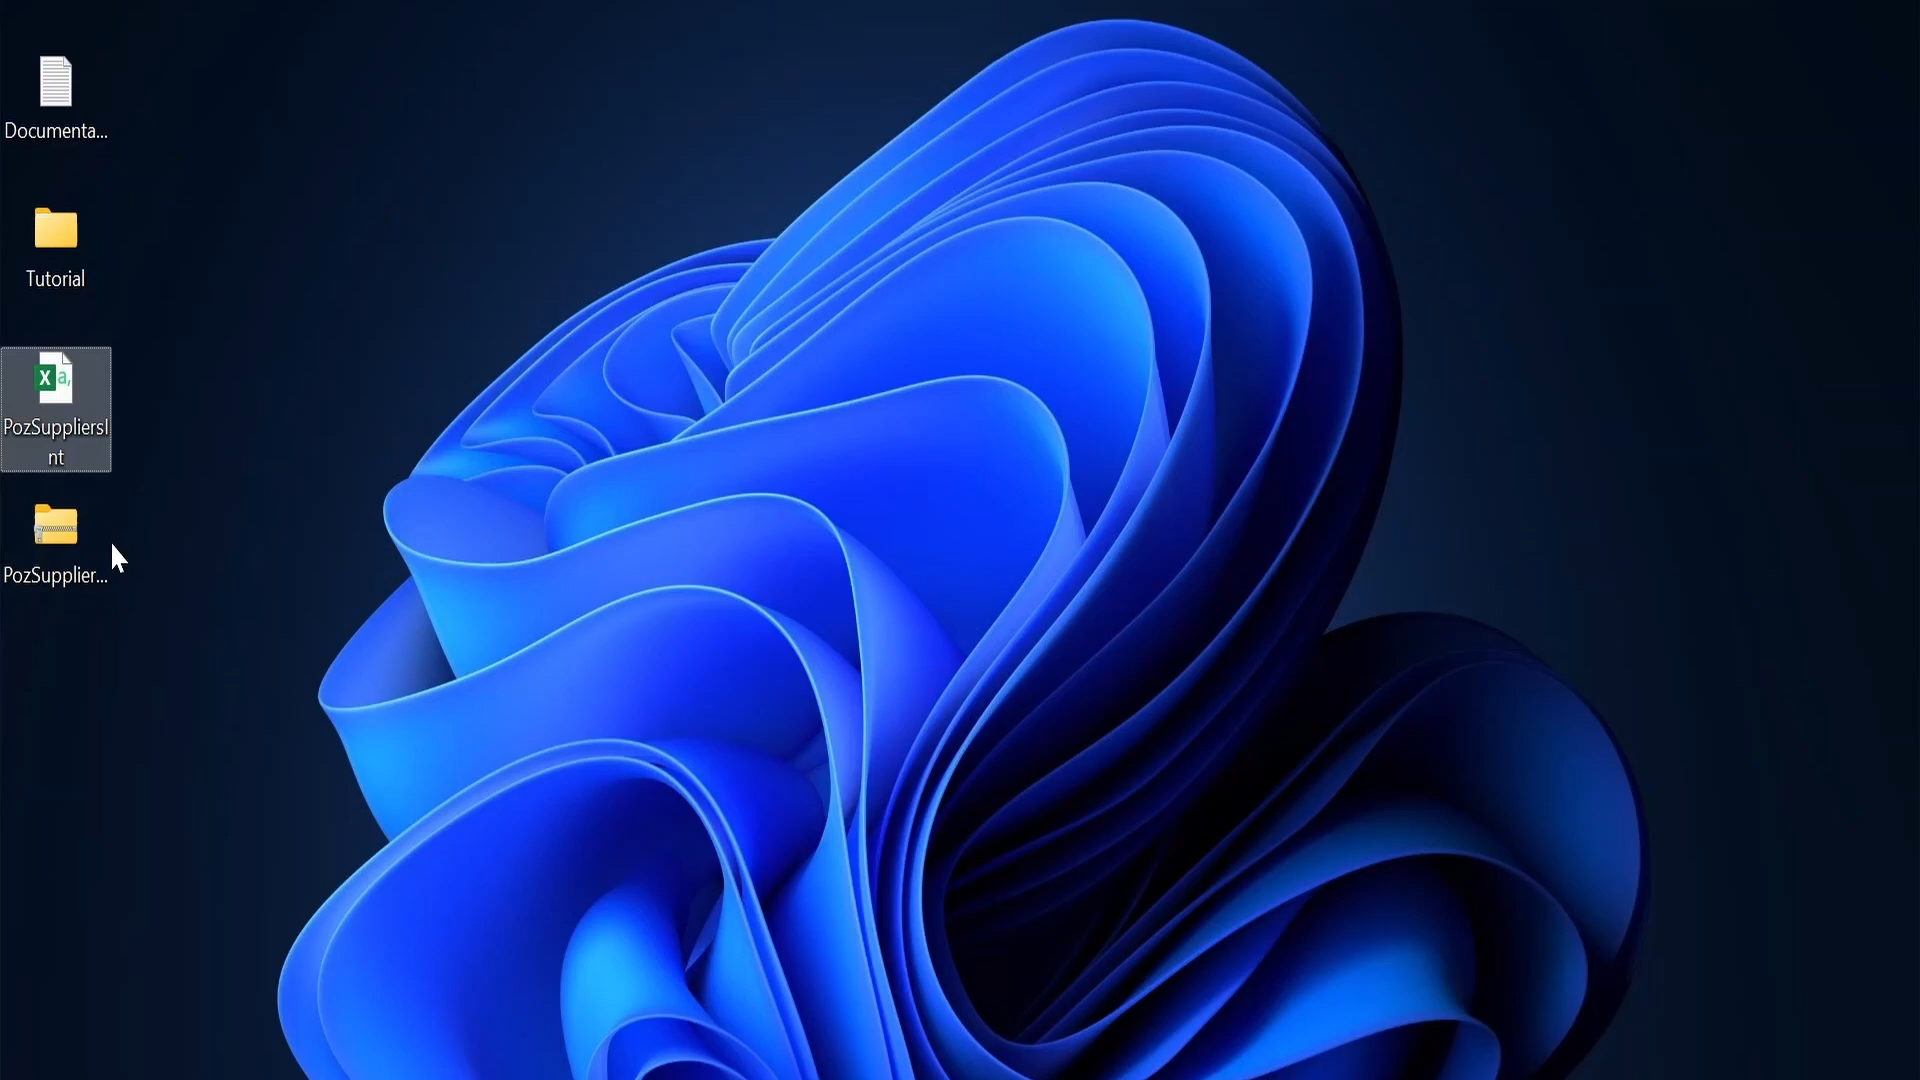 Documenta...
Tutorial
X a,
PozSuppliersI
nt
PozSupplier...